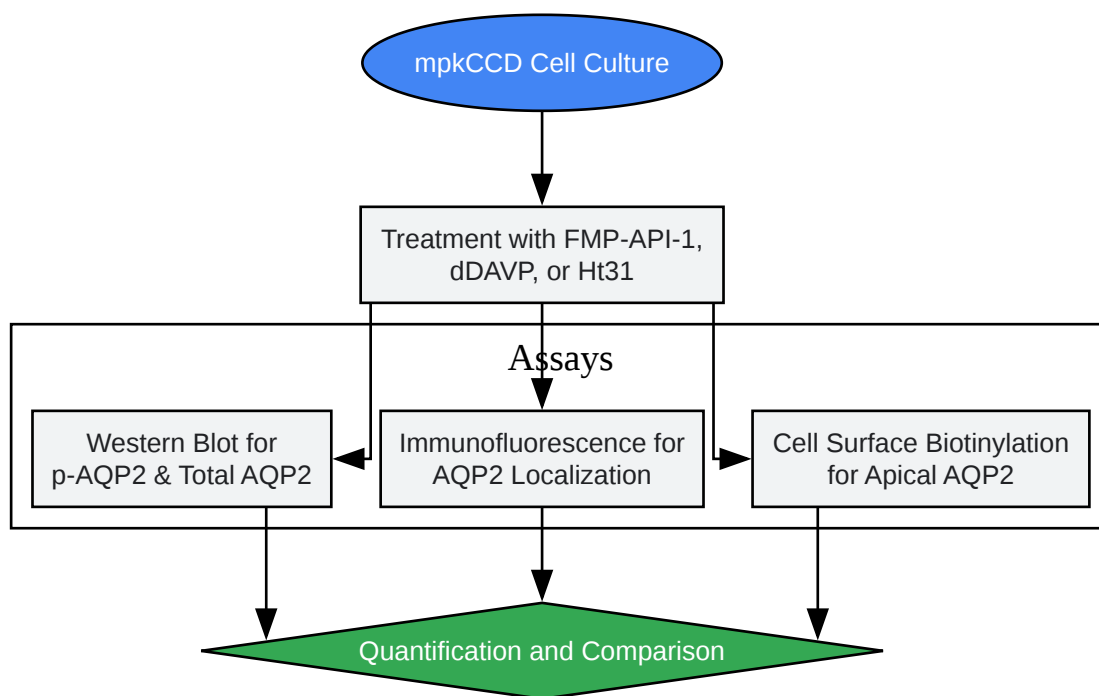 mpkCCD Cell Culture
Treatment with FMP-API-1,
dDAVP, or Ht31
Assays
Western Blot for
p-AQP2 & Total AQP2
Immunofluorescence for
AQP2 Localization
Cell Surface Biotinylation
for Apical AQP2
Quantification and Comparison